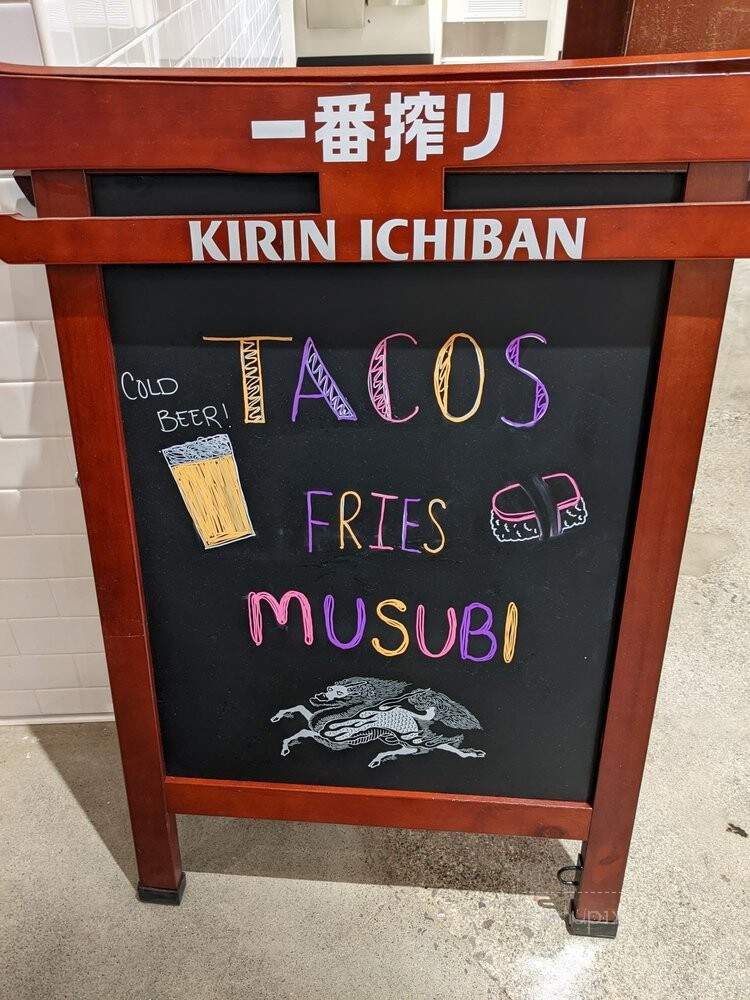 一番搾り
KIRIN ICHIBAN
TACOS
COLD
BEER!
FRIES
MUSUBI